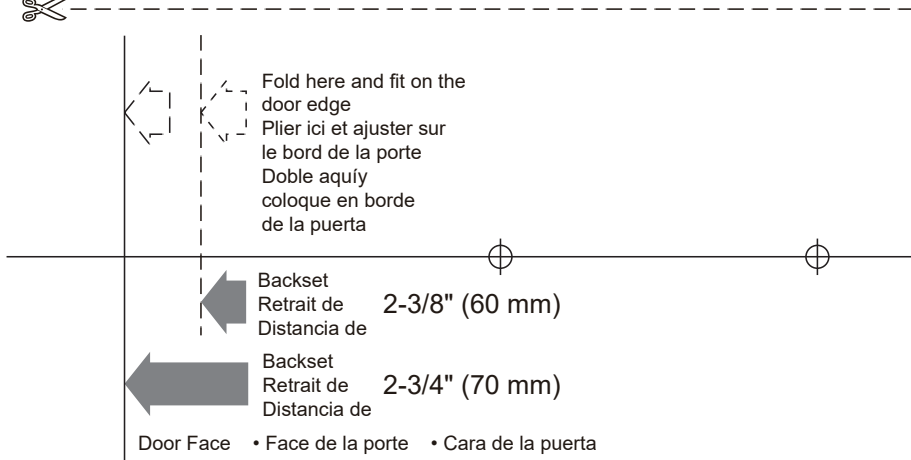 Fold here and fit on the
door edge
Plier ici et ajuster sur
le bord de la porte
Doble aquíy
coloque en borde
de la puerta
Backset
Retrait de 2-3/8" (60 mm)
Distancia de
Backset
Retrait de 2-3/4" (70 mm)
Distancia de
Door Face • Face de la porte • Cara de la puerta